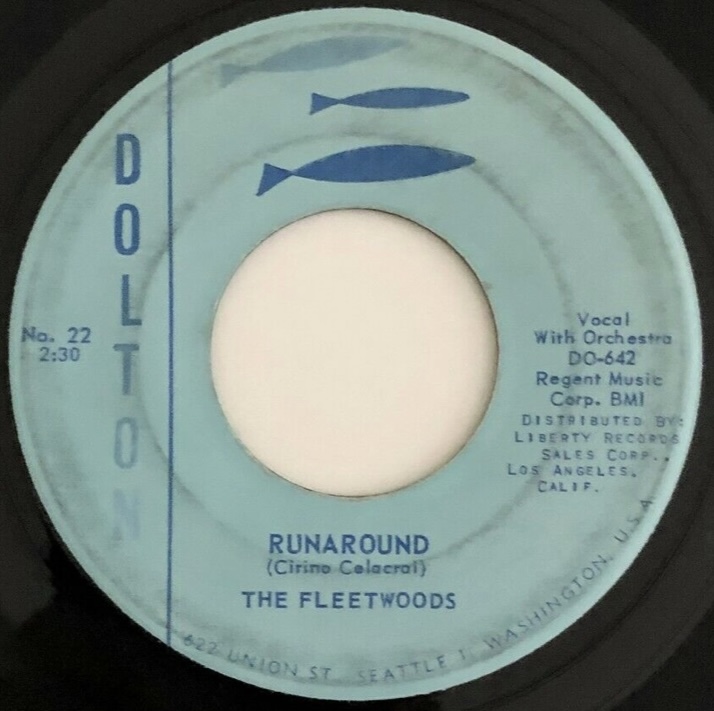 DOLTON
No. 22
2:30
Vocal
With Orchestra
DO-642
Regent Music
Corp. BMI
DISTRIBUTED BY:
LIBERTY RECORDS
SALES CORP.,
LOS ANGELES,
CALIF.
RUNAROUND
(Cirino Colacrai)
THE FLEETWOODS
622 UNION ST. SEATTLE 1, WASHINGTON, U.S.A.